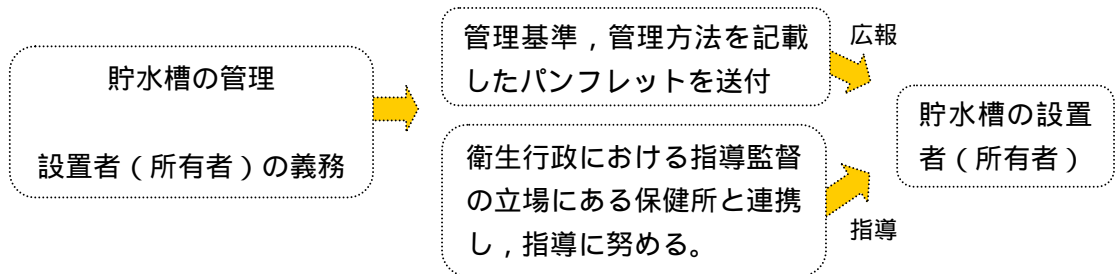 貯水槽の管理
設置者（所有者）の義務
管理基準，管理方法を記載
したパンフレットを送付
広報
衛生行政における指導監督
の立場にある保健所と連携
し，指導に努める。
指導
貯水槽の設置
者（所有者）